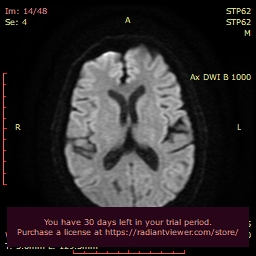 Im: 14/48
STP62
Se: 4
STP62
M
A
Ax DWI B 1000
R
L
You have 30 days left in your trial period.
Purchase a license at https://radiantviewer.com/store/